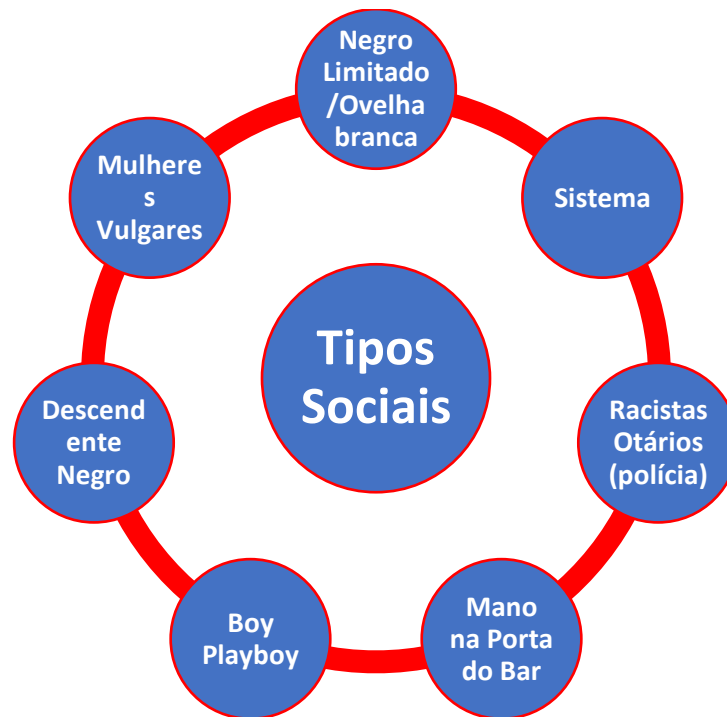 Negro
Limitado
/Ovelha
branca
Sistema
Racistas
Otários
(polícia)
Mano
na Porta
do Bar
Boy
Playboy
Descend
ente
Negro
Mulhere
s
Vulgares
Tipos
Sociais